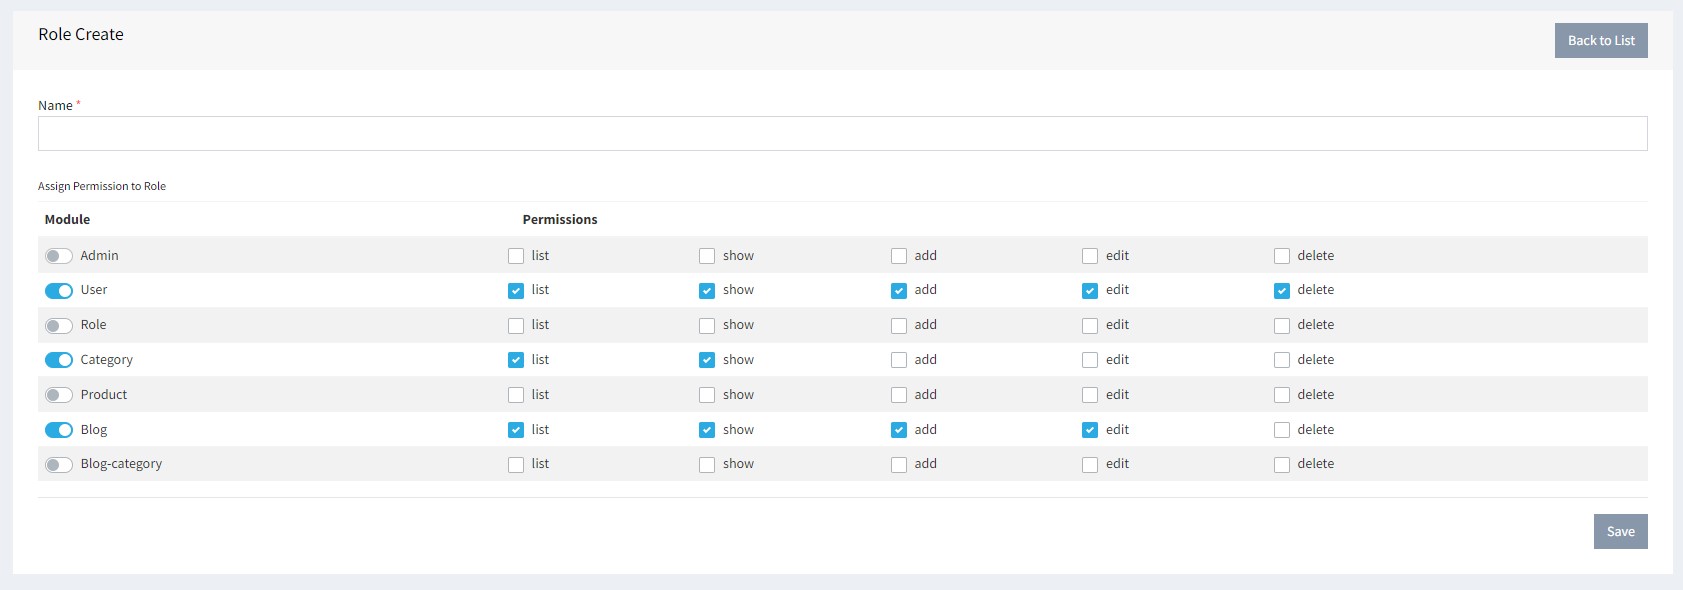 Role Create
Back to List
Name *
Assign Permission to Role
Module Permissions
Admin list show add edit delete
User list show add edit delete
Role list show add edit delete
Category list show add edit delete
Product list show add edit delete
Blog list show add edit delete
Blog-category list show add edit delete
Save